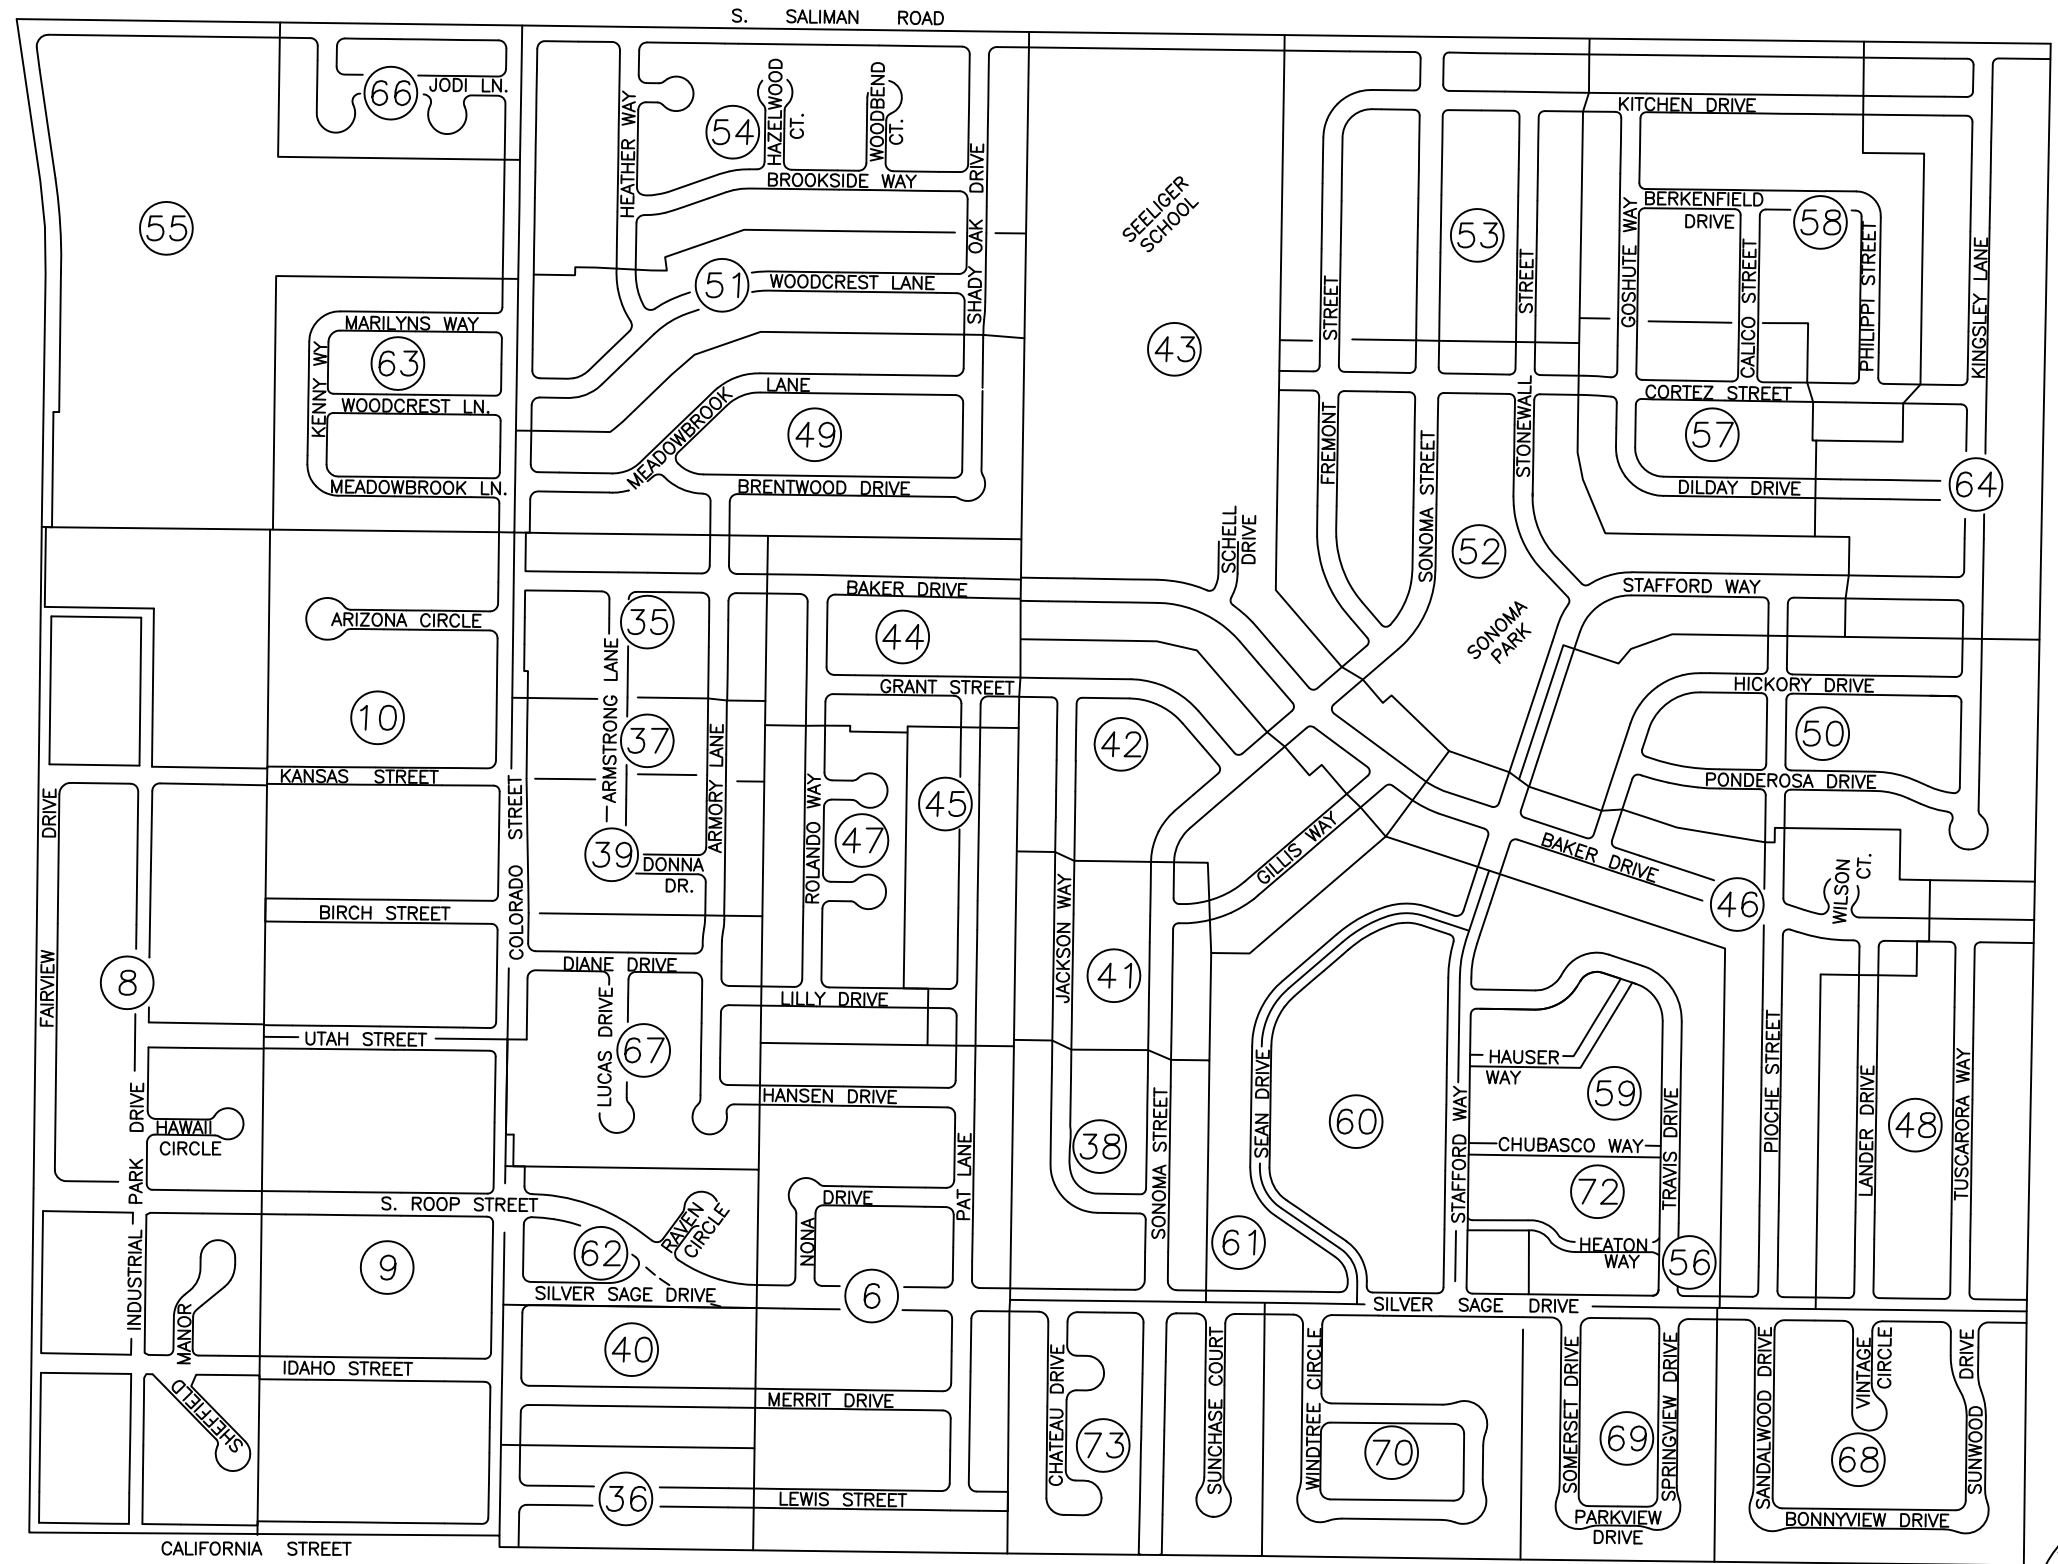 S. SALIMAN ROAD
66
JODI LN.
HEATHER WAY
54
HAZELWOOD
CT.
WOODBEND
CT.
BROOKSIDE WAY
SHADY OAK DRIVE
55
51
WOODCREST LANE
SEELIGER
SCHOOL
43
KITCHEN DRIVE
53
FREMONT STREET
STONEWALL STREET
GOSHUTE WAY
BERKENFIELD
DRIVE
58
CALICO STREET
PHILIPPI STREET
KINGSLEY LANE
MARILYNS WAY
63
KENNY WY
WOODCREST LN.
MEADOWBROOK LN.
MEADOWBROOK LANE
49
BRENTWOOD DRIVE
SONOMA STREET
CORTEZ STREET
57
DILDAY DRIVE
64
SCHELL
DRIVE
52
STAFFORD WAY
SONOMA
PARK
ARIZONA CIRCLE
10
KANSAS STREET
35
ARMSTRONG LANE
37
ARMORY LANE
39
DONNA
DR.
BAKER DRIVE
44
GRANT STREET
ROLANDO WAY
47
45
42
HICKORY DRIVE
50
PONDEROSA DRIVE
FAIRVIEW DRIVE
COLORADO STREET
BIRCH STREET
8
DIANE DRIVE
LILLY DRIVE
JACKSON WAY
41
GILLIS WAY
BAKER DRIVE
46
WILSON
CT.
UTAH STREET
LUCAS DRIVE
67
HANSEN DRIVE
INDUSTRIAL PARK DRIVE
HAWAII
CIRCLE
38
SONOMA STREET
SEAN DRIVE
60
STAFFORD WAY
HAUSER
WAY
59
CHUBASCO WAY
72
TRAVIS DRIVE
HEATON
WAY
56
PIOCHE STREET
LANDER DRIVE
48
TUSCARORA WAY
S. ROOP STREET
62
RAVEN
CIRCLE
NONA DRIVE
PAT LANE
61
9
SILVER SAGE DRIVE
6
SILVER SAGE DRIVE
SHEFFIELD MANOR
IDAHO STREET
40
MERRIT DRIVE
36
LEWIS STREET
CHATEAU DRIVE
73
SUNCHASE COURT
WINDTREE CIRCLE
70
SOMERSET DRIVE
69
SPRINGVIEW DRIVE
PARKVIEW
DRIVE
SANDALWOOD DRIVE
VINTAGE
CIRCLE
68
SUNWOOD DRIVE
BONNYVIEW DRIVE
CALIFORNIA STREET